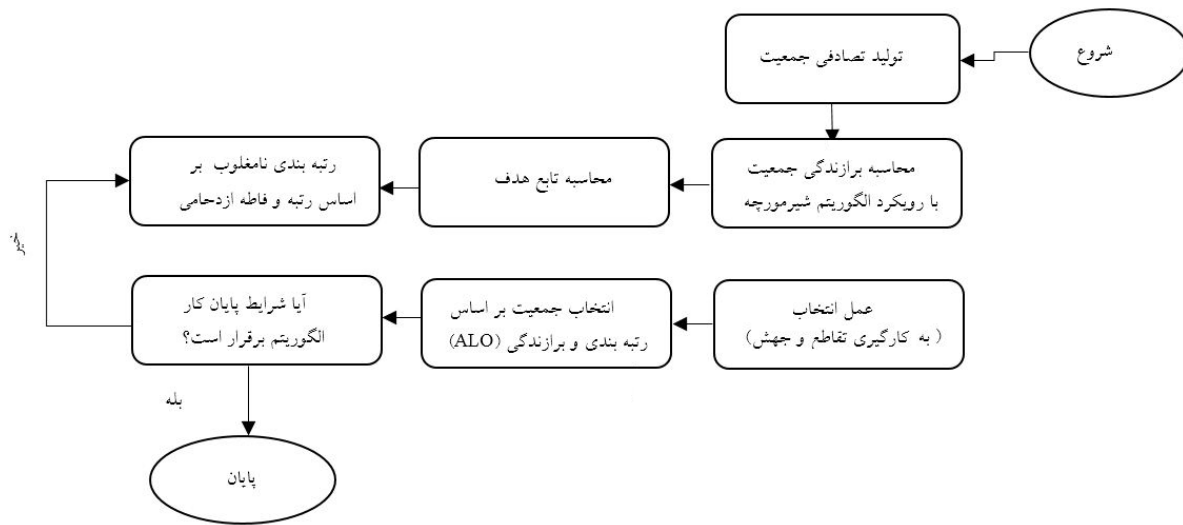 شروع
تولید تصادفی جمعیت
محاسبه برازندگی جمعیت
با رویکرد الگوریتم شیرمورچه
محاسبه تابع هدف
رتبه بندی نامغلوب بر
اساس رتبه و فاطه ازدحامی
عمل انتخاب
( به کارگیری تقاطع و جهش)
انتخاب جمعیت بر اساس
رتبه بندی و برازندگی (ALO)
آیا شرایط پایان کار
الگوریتم برقرار است؟
خیر
بله
پایان